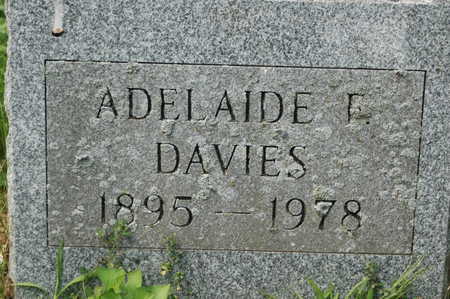 ADELAIDE F
DAVIES
1895 — 1978